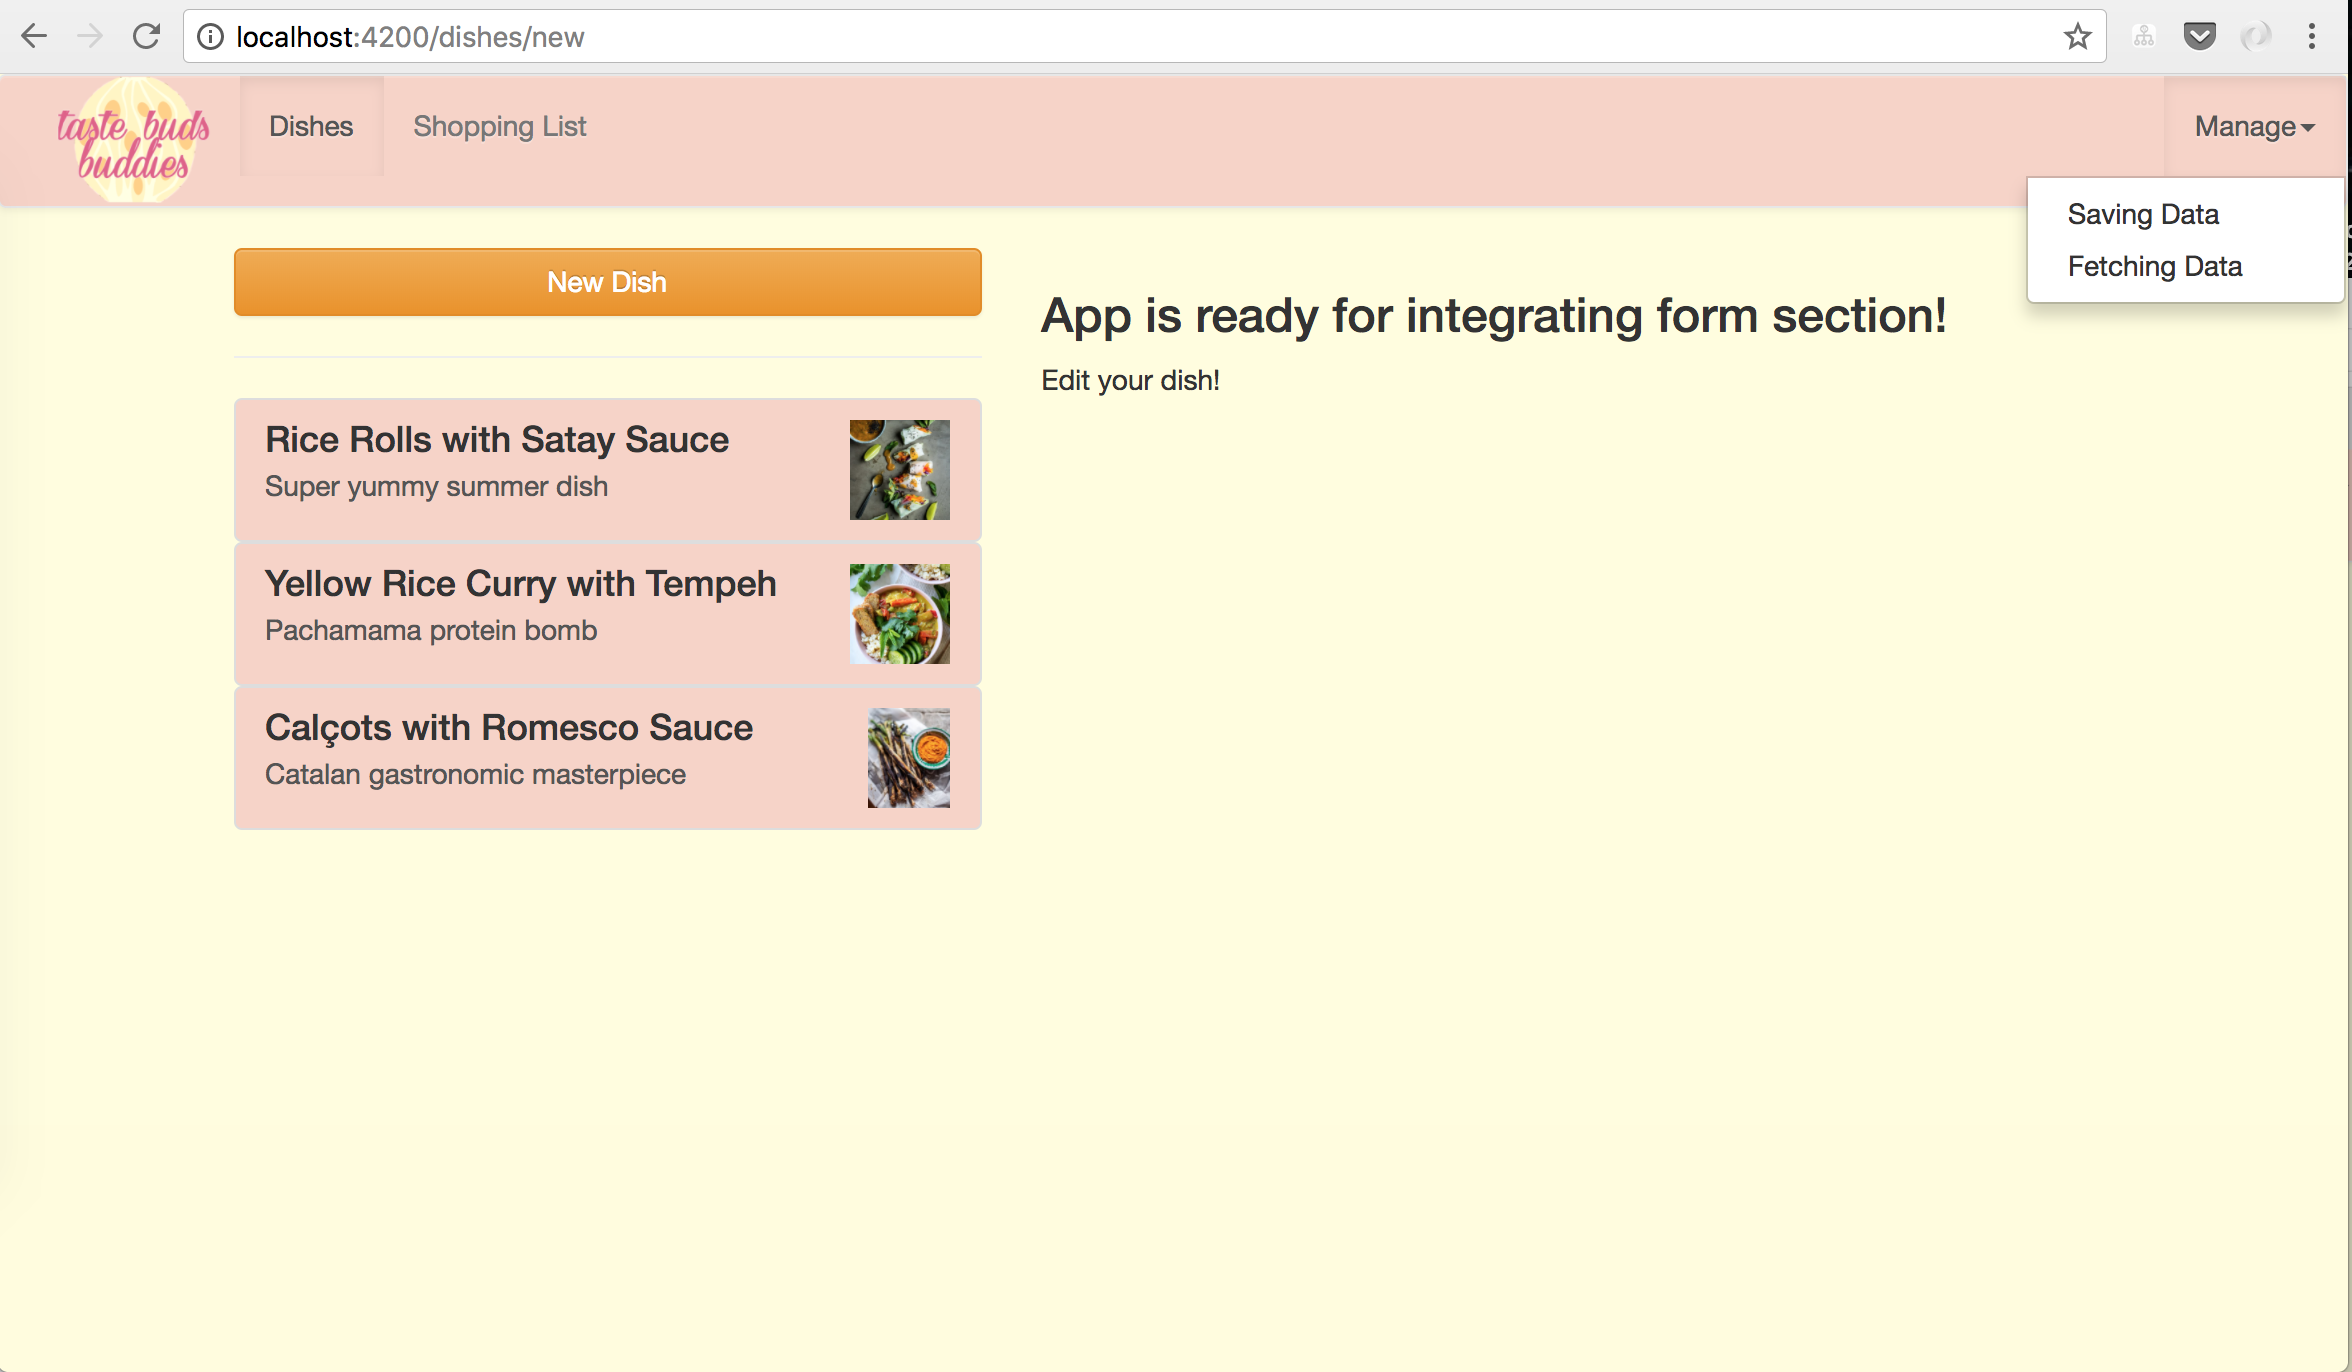 localhost:4200/dishes/new
taste buds
buddies
Dishes
Shopping List
Manage
Saving Data
Fetching Data
New Dish
App is ready for integrating form section!
Edit your dish!
Rice Rolls with Satay Sauce
Super yummy summer dish
Yellow Rice Curry with Tempeh
Pachamama protein bomb
Calçots with Romesco Sauce
Catalan gastronomic masterpiece